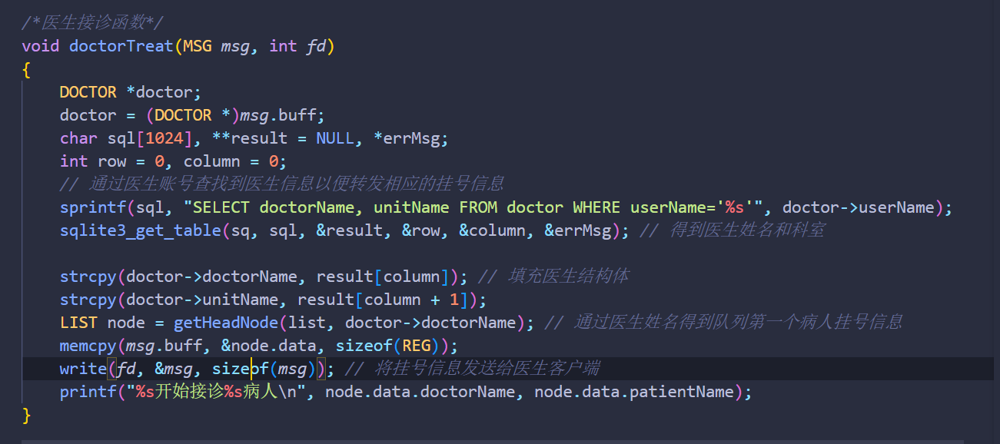 /*医生接诊函数*/
void doctorTreat(MSG msg, int fd)
{
    DOCTOR *doctor;
    doctor = (DOCTOR *)msg.buff;
    char sql[1024], **result = NULL, *errMsg;
    int row = 0, column = 0;
    // 通过医生账号查找到医生信息以便转发相应的挂号信息
    sprintf(sql, "SELECT doctorName, unitName FROM doctor WHERE userName='%s'", doctor->userName);
    sqlite3_get_table(sq, sql, &result, &row, &column, &errMsg); // 得到医生姓名和科室
    strcpy(doctor->doctorName, result[column]); // 填充医生结构体
    strcpy(doctor->unitName, result[column + 1]);
    LIST node = getHeadNode(list, doctor->doctorName); // 通过医生姓名得到队列第一个病人挂号信息
    memcpy(msg.buff, &node.data, sizeof(REG));
    write(fd, &msg, sizeof(msg)); // 将挂号信息发送给医生客户端
    printf("%s开始接诊%s病人\n", node.data.doctorName, node.data.patientName);
}